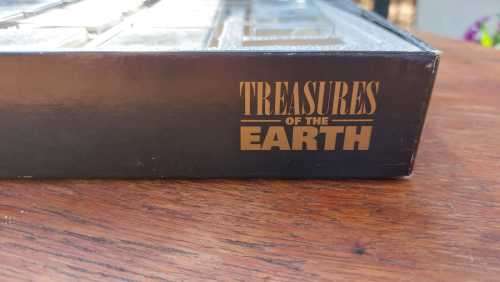 TREASURES
OF THE
EARTH